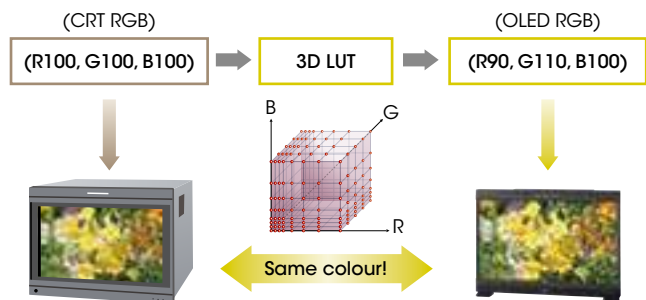 (CRT RGB)
(OLED RGB)
(R100, G100, B100)
3D LUT
(R90, G110, B100)
B
G
R
Same colour!